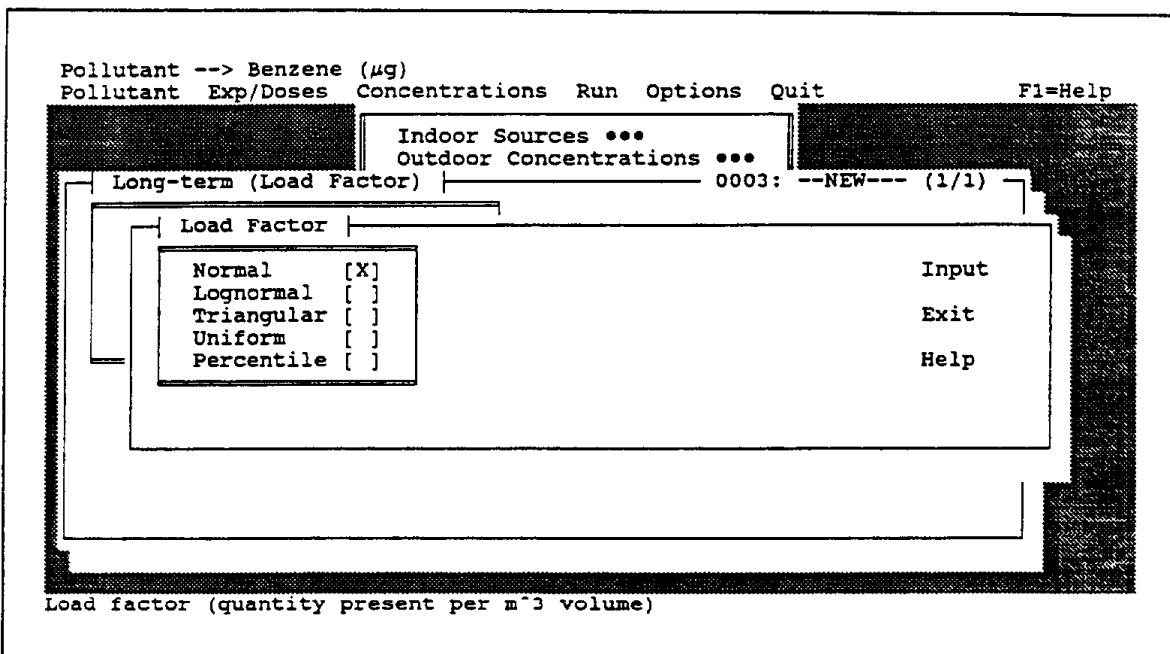 Pollutant --> Benzene (μg)
Pollutant Exp/Doses Concentrations Run Options Quit F1=Help
Indoor Sources •••
Outdoor Concentrations •••
Long-term (Load Factor) 0003: --NEW--- (1/1)
Load Factor
Normal [X] Input
Lognormal [ ]
Triangular [ ] Exit
Uniform [ ]
Percentile [ ] Help
Load factor (quantity present per m^3 volume)